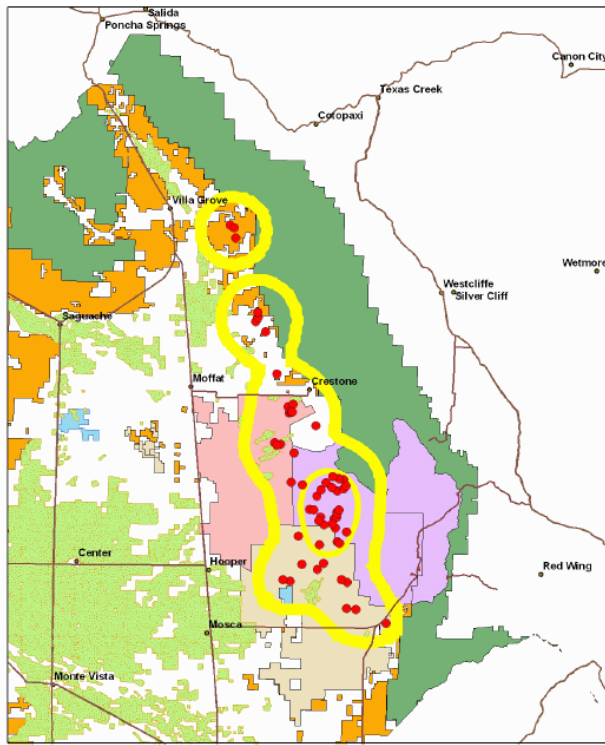 Salida
Poncha Springs
Canon City
Texas Creek
Cotopaxi
Villa Grove
Wetmore
Westcliffe
Silver Cliff
Saguache
Moffat
Crestone
Center
Hooper
Red Wing
Mosca
Monte Vista